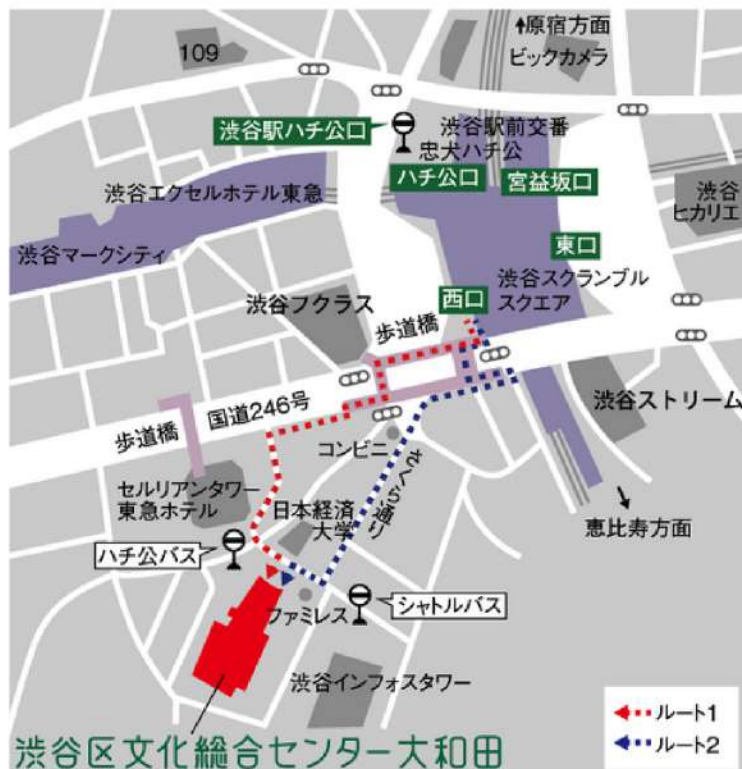 ↑原宿方面
ビックカメラ
109
渋谷駅ハチ公口
渋谷駅前交番
忠犬ハチ公
ハチ公口
宮益坂口
渋谷
ヒカリエ
渋谷エクセルホテル東急
渋谷マークシティ
東口
渋谷スクランブル
スクエア
西口
渋谷フクラス
歩道橋
国道246号
歩道橋
渋谷ストリーム
コンビニ
さくら通り
セルリアンタワー
東急ホテル
日本経済
大学
恵比寿方面
ハチ公バス
ファミレス
シャトルバス
渋谷インフォスタワー
ルート1
ルート2
渋谷区文化総合センター大和田